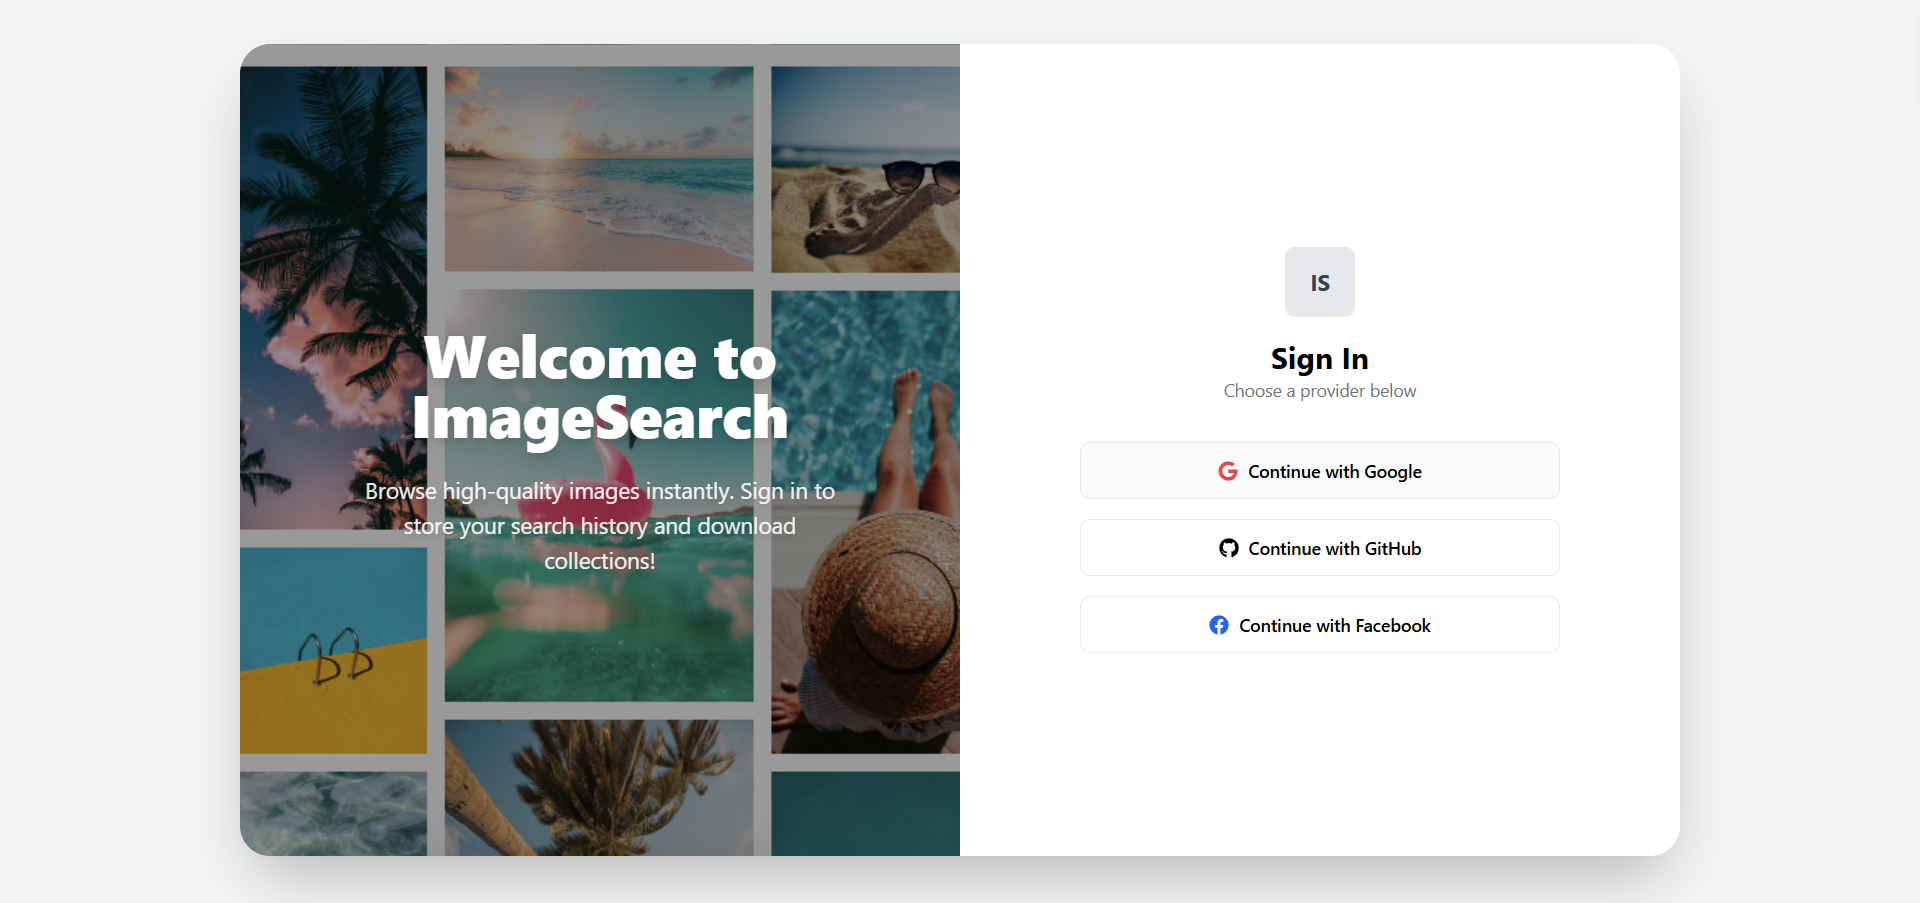 Welcome to
ImageSearch
Browse high-quality images instantly. Sign in to
store your search history and download
collections!
IS
Sign In
Choose a provider below
Continue with Google
Continue with GitHub
Continue with Facebook